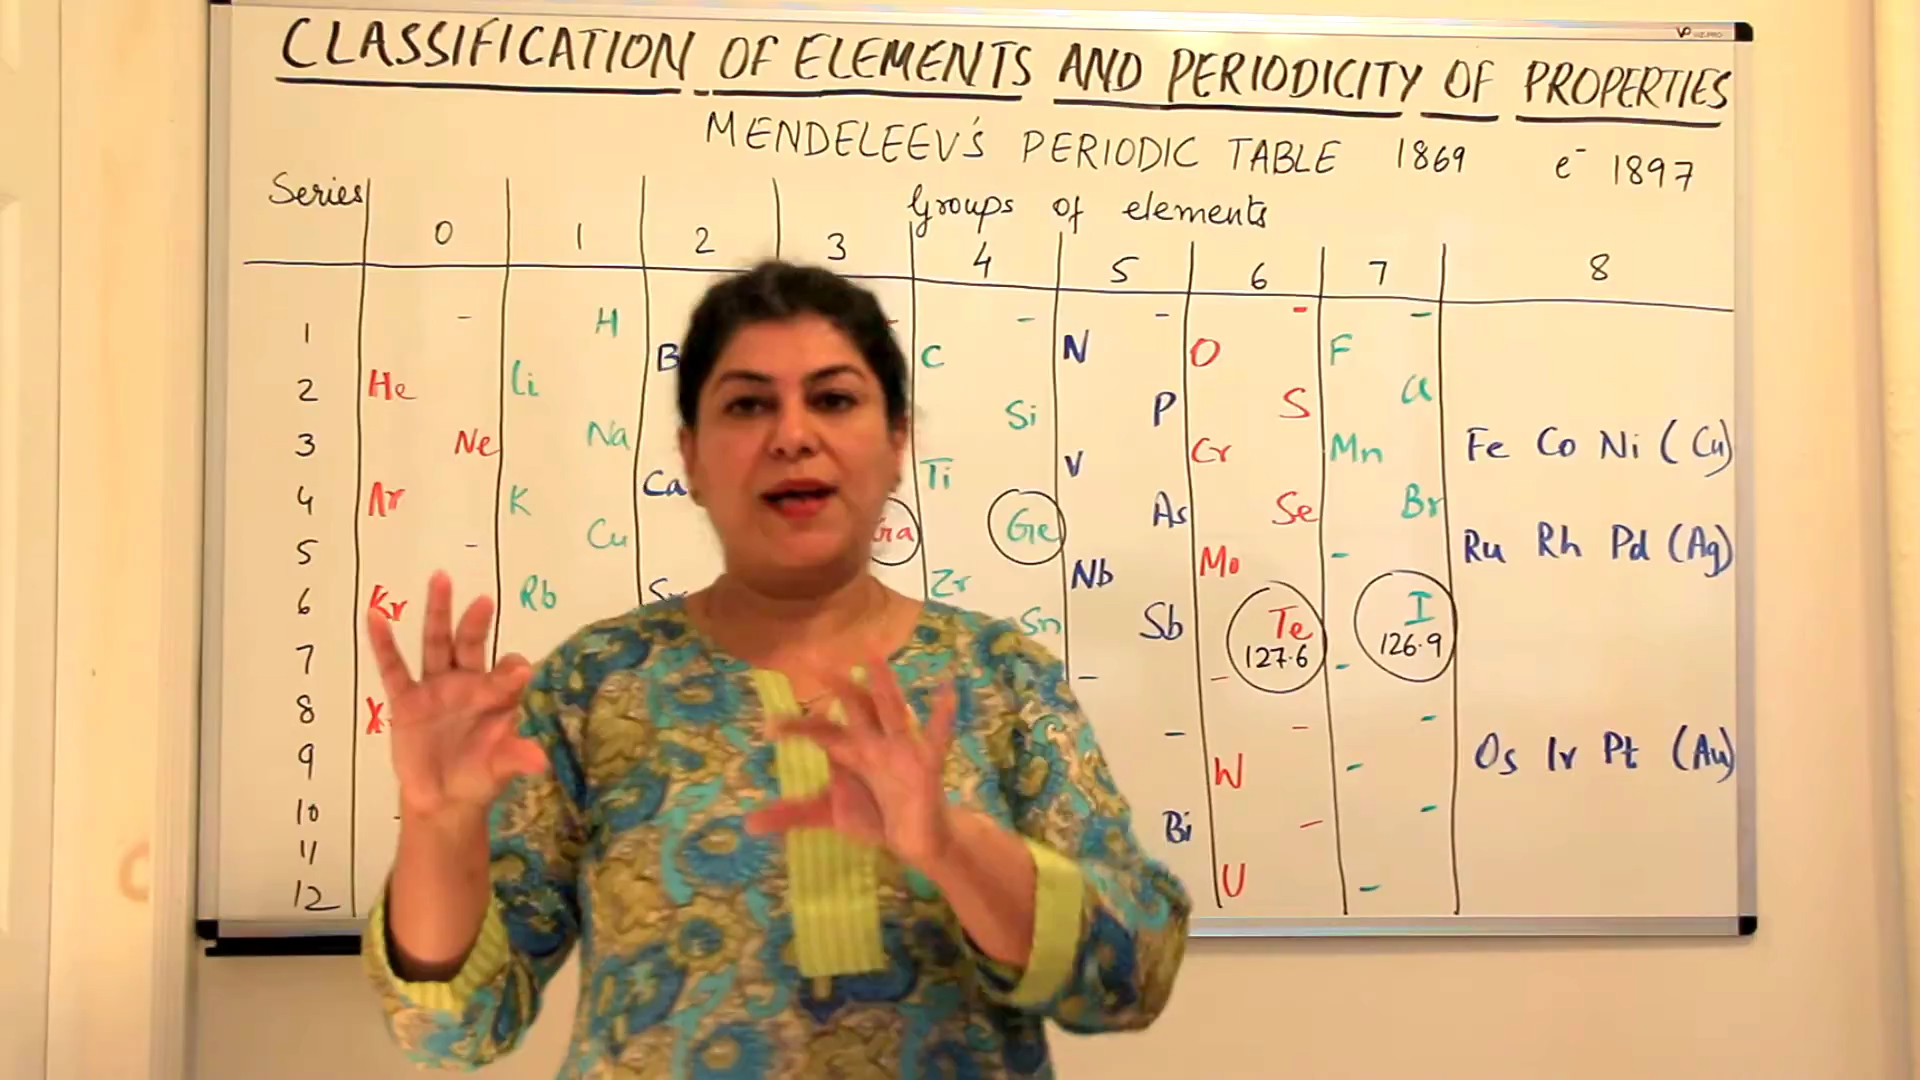 CLASSIFICATION OF ELEMENTS AND PERIODICITY OF PROPERTIES
MENDELEEV'S PERIODIC TABLE 1869 e⁻ 1897
Series Groups of elements
0 1 2 3 4 5 6 7 8
1 - H - - - - -
2 He Li B C N O F
3 Ne Na Si P S Cl
4 Ar K Ca Ti V Cr Mn Fe Co Ni (Cu)
5 - Cu Ge As Se Br
6 Kr Rb Zr Nb Mo - Ru Rh Pd (Ag)
7 Sn Sb Te 127.6 I 126.9
8 - - -
9 - - -
10 - W - Os Ir Pt (Au)
11 Bi - -
12 U -